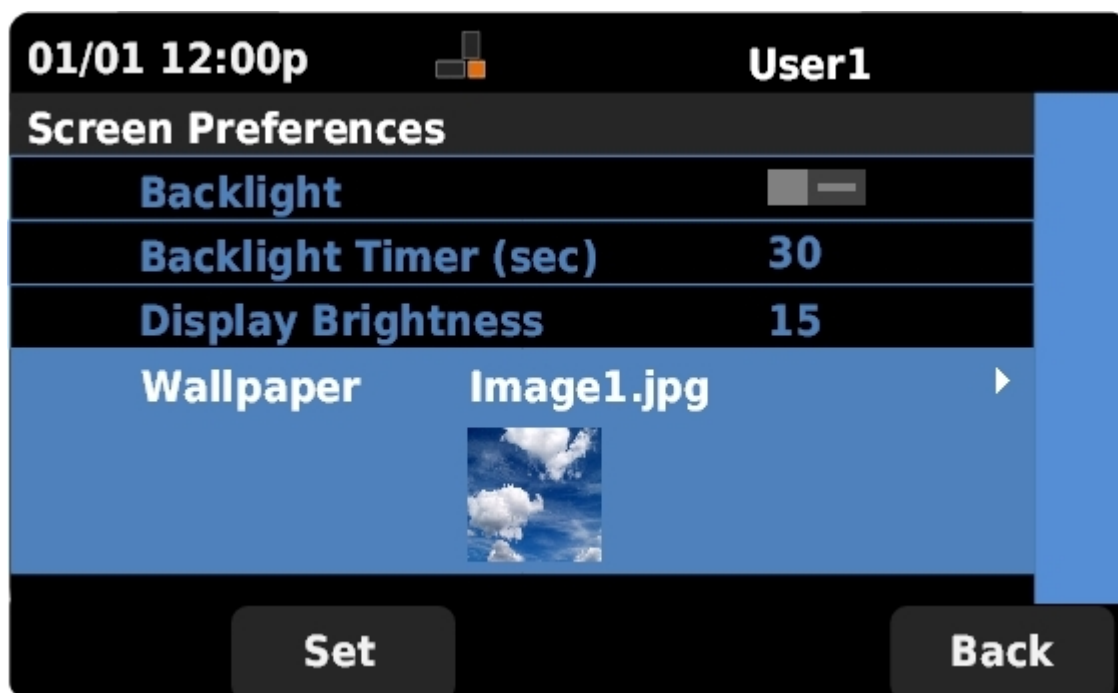 01/01 12:00p User1
Screen Preferences
Backlight
Backlight Timer (sec) 30
Display Brightness 15
Wallpaper Image1.jpg
Set Back